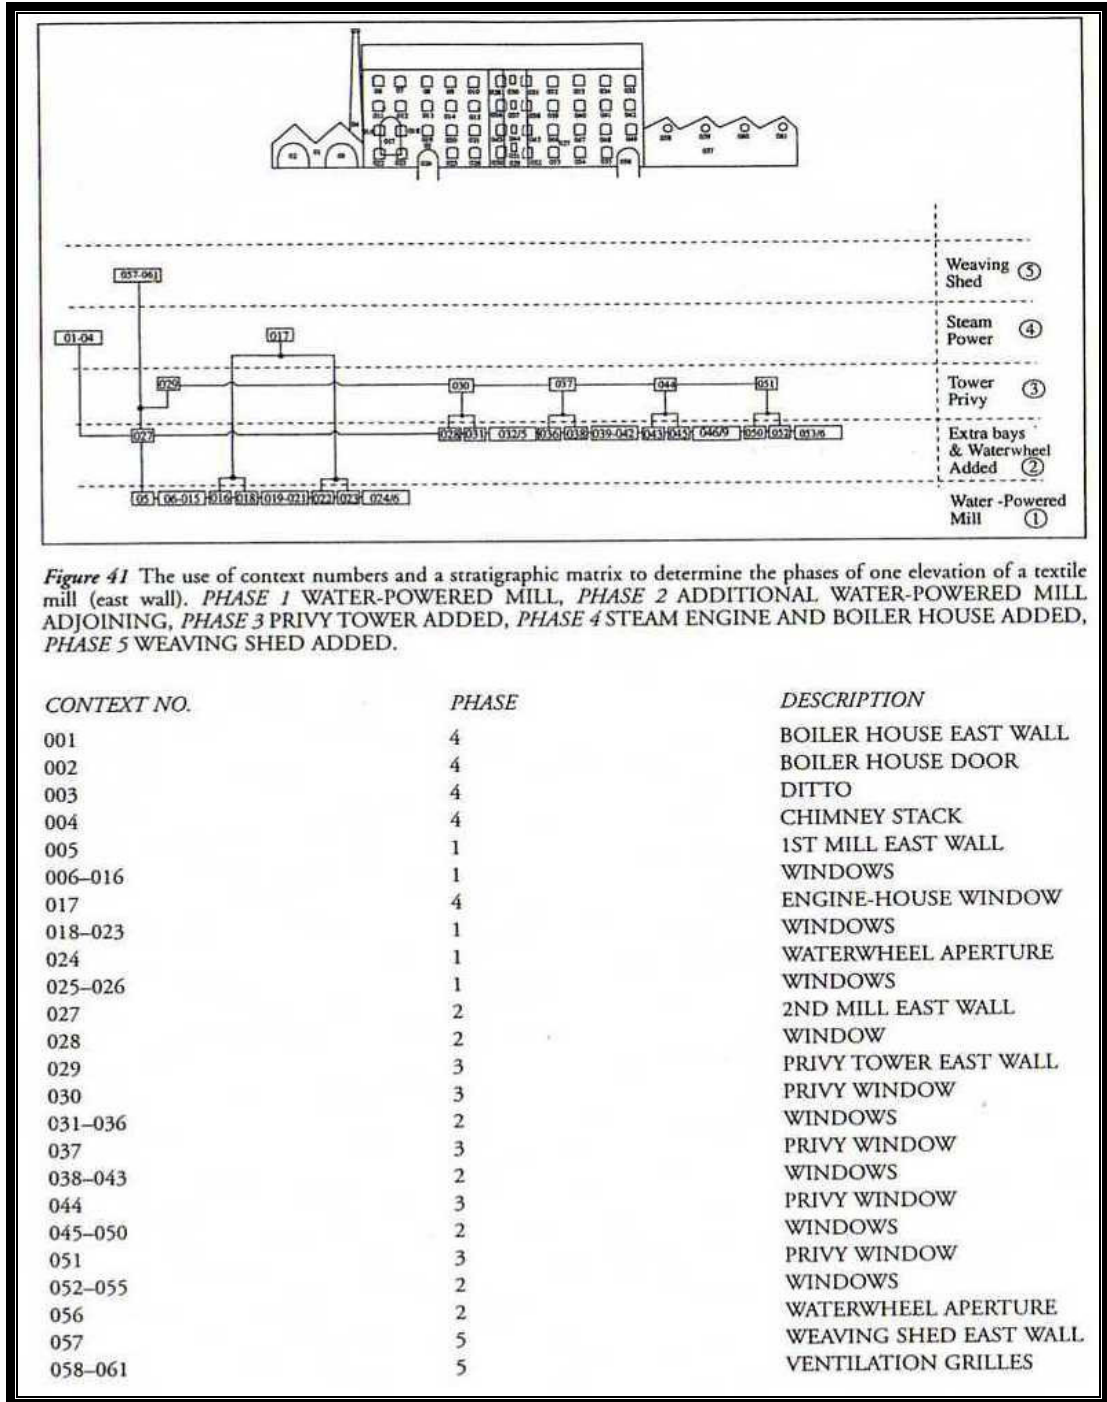 057-061
Weaving
Shed ⑤
01-04
017
Steam
Power ④
029
030
037
044
051
Tower
Privy ③
027
028 031 032/5 036 038 039-042 043 045 046/9 050 052 053/6
Extra bays
& Waterwheel
Added ②
05 06-015 016 018 019-021 022 023 024/6
Water -Powered
Mill ①
Figure 41 The use of context numbers and a stratigraphic matrix to determine the phases of one elevation of a textile
mill (east wall). PHASE 1 WATER-POWERED MILL, PHASE 2 ADDITIONAL WATER-POWERED MILL
ADJOINING, PHASE 3 PRIVY TOWER ADDED, PHASE 4 STEAM ENGINE AND BOILER HOUSE ADDED,
PHASE 5 WEAVING SHED ADDED.
CONTEXT NO. PHASE DESCRIPTION
001 4 BOILER HOUSE EAST WALL
002 4 BOILER HOUSE DOOR
003 4 DITTO
004 4 CHIMNEY STACK
005 1 1ST MILL EAST WALL
006–016 1 WINDOWS
017 4 ENGINE-HOUSE WINDOW
018–023 1 WINDOWS
024 1 WATERWHEEL APERTURE
025–026 1 WINDOWS
027 2 2ND MILL EAST WALL
028 2 WINDOW
029 3 PRIVY TOWER EAST WALL
030 3 PRIVY WINDOW
031–036 2 WINDOWS
037 3 PRIVY WINDOW
038–043 2 WINDOWS
044 3 PRIVY WINDOW
045–050 2 WINDOWS
051 3 PRIVY WINDOW
052–055 2 WINDOWS
056 2 WATERWHEEL APERTURE
057 5 WEAVING SHED EAST WALL
058–061 5 VENTILATION GRILLES